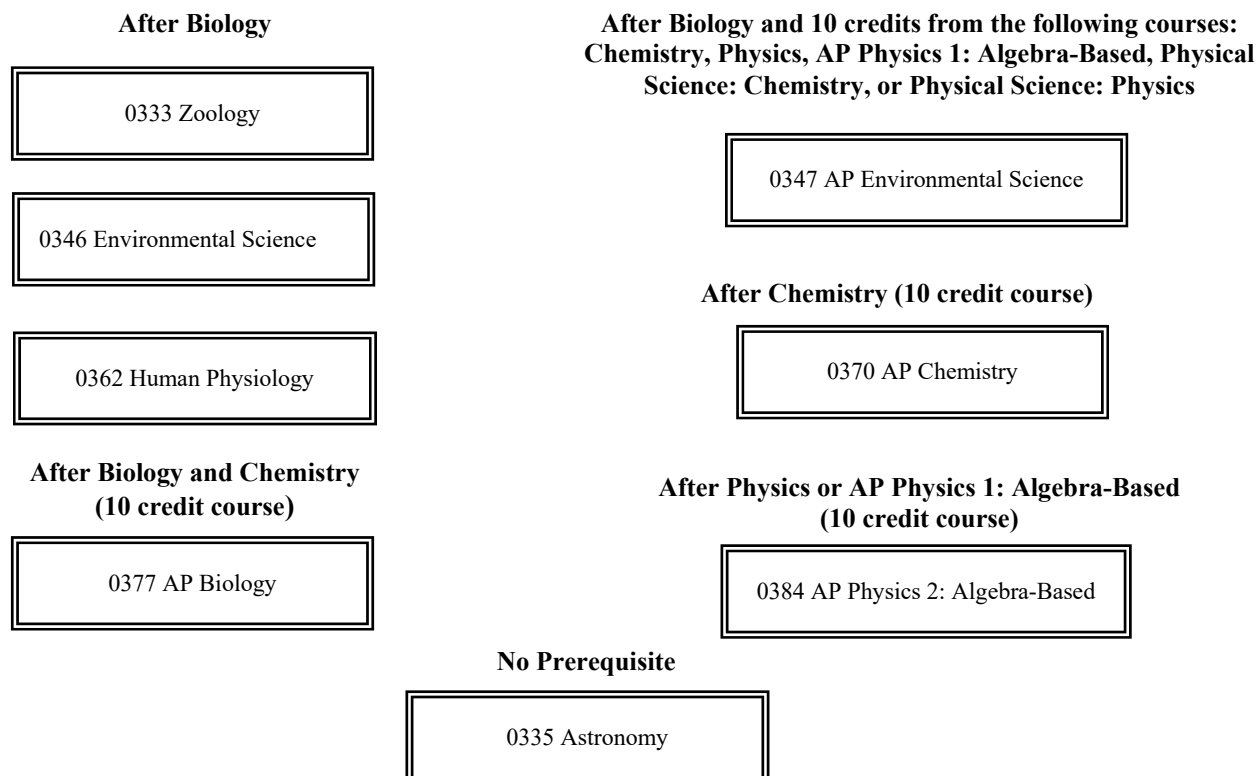 After Biology
0333 Zoology
0346 Environmental Science
0362 Human Physiology
After Biology and Chemistry
(10 credit course)
0377 AP Biology
After Biology and 10 credits from the following courses:
Chemistry, Physics, AP Physics 1: Algebra-Based, Physical
Science: Chemistry, or Physical Science: Physics
0347 AP Environmental Science
After Chemistry (10 credit course)
0370 AP Chemistry
After Physics or AP Physics 1: Algebra-Based
(10 credit course)
0384 AP Physics 2: Algebra-Based
No Prerequisite
0335 Astronomy